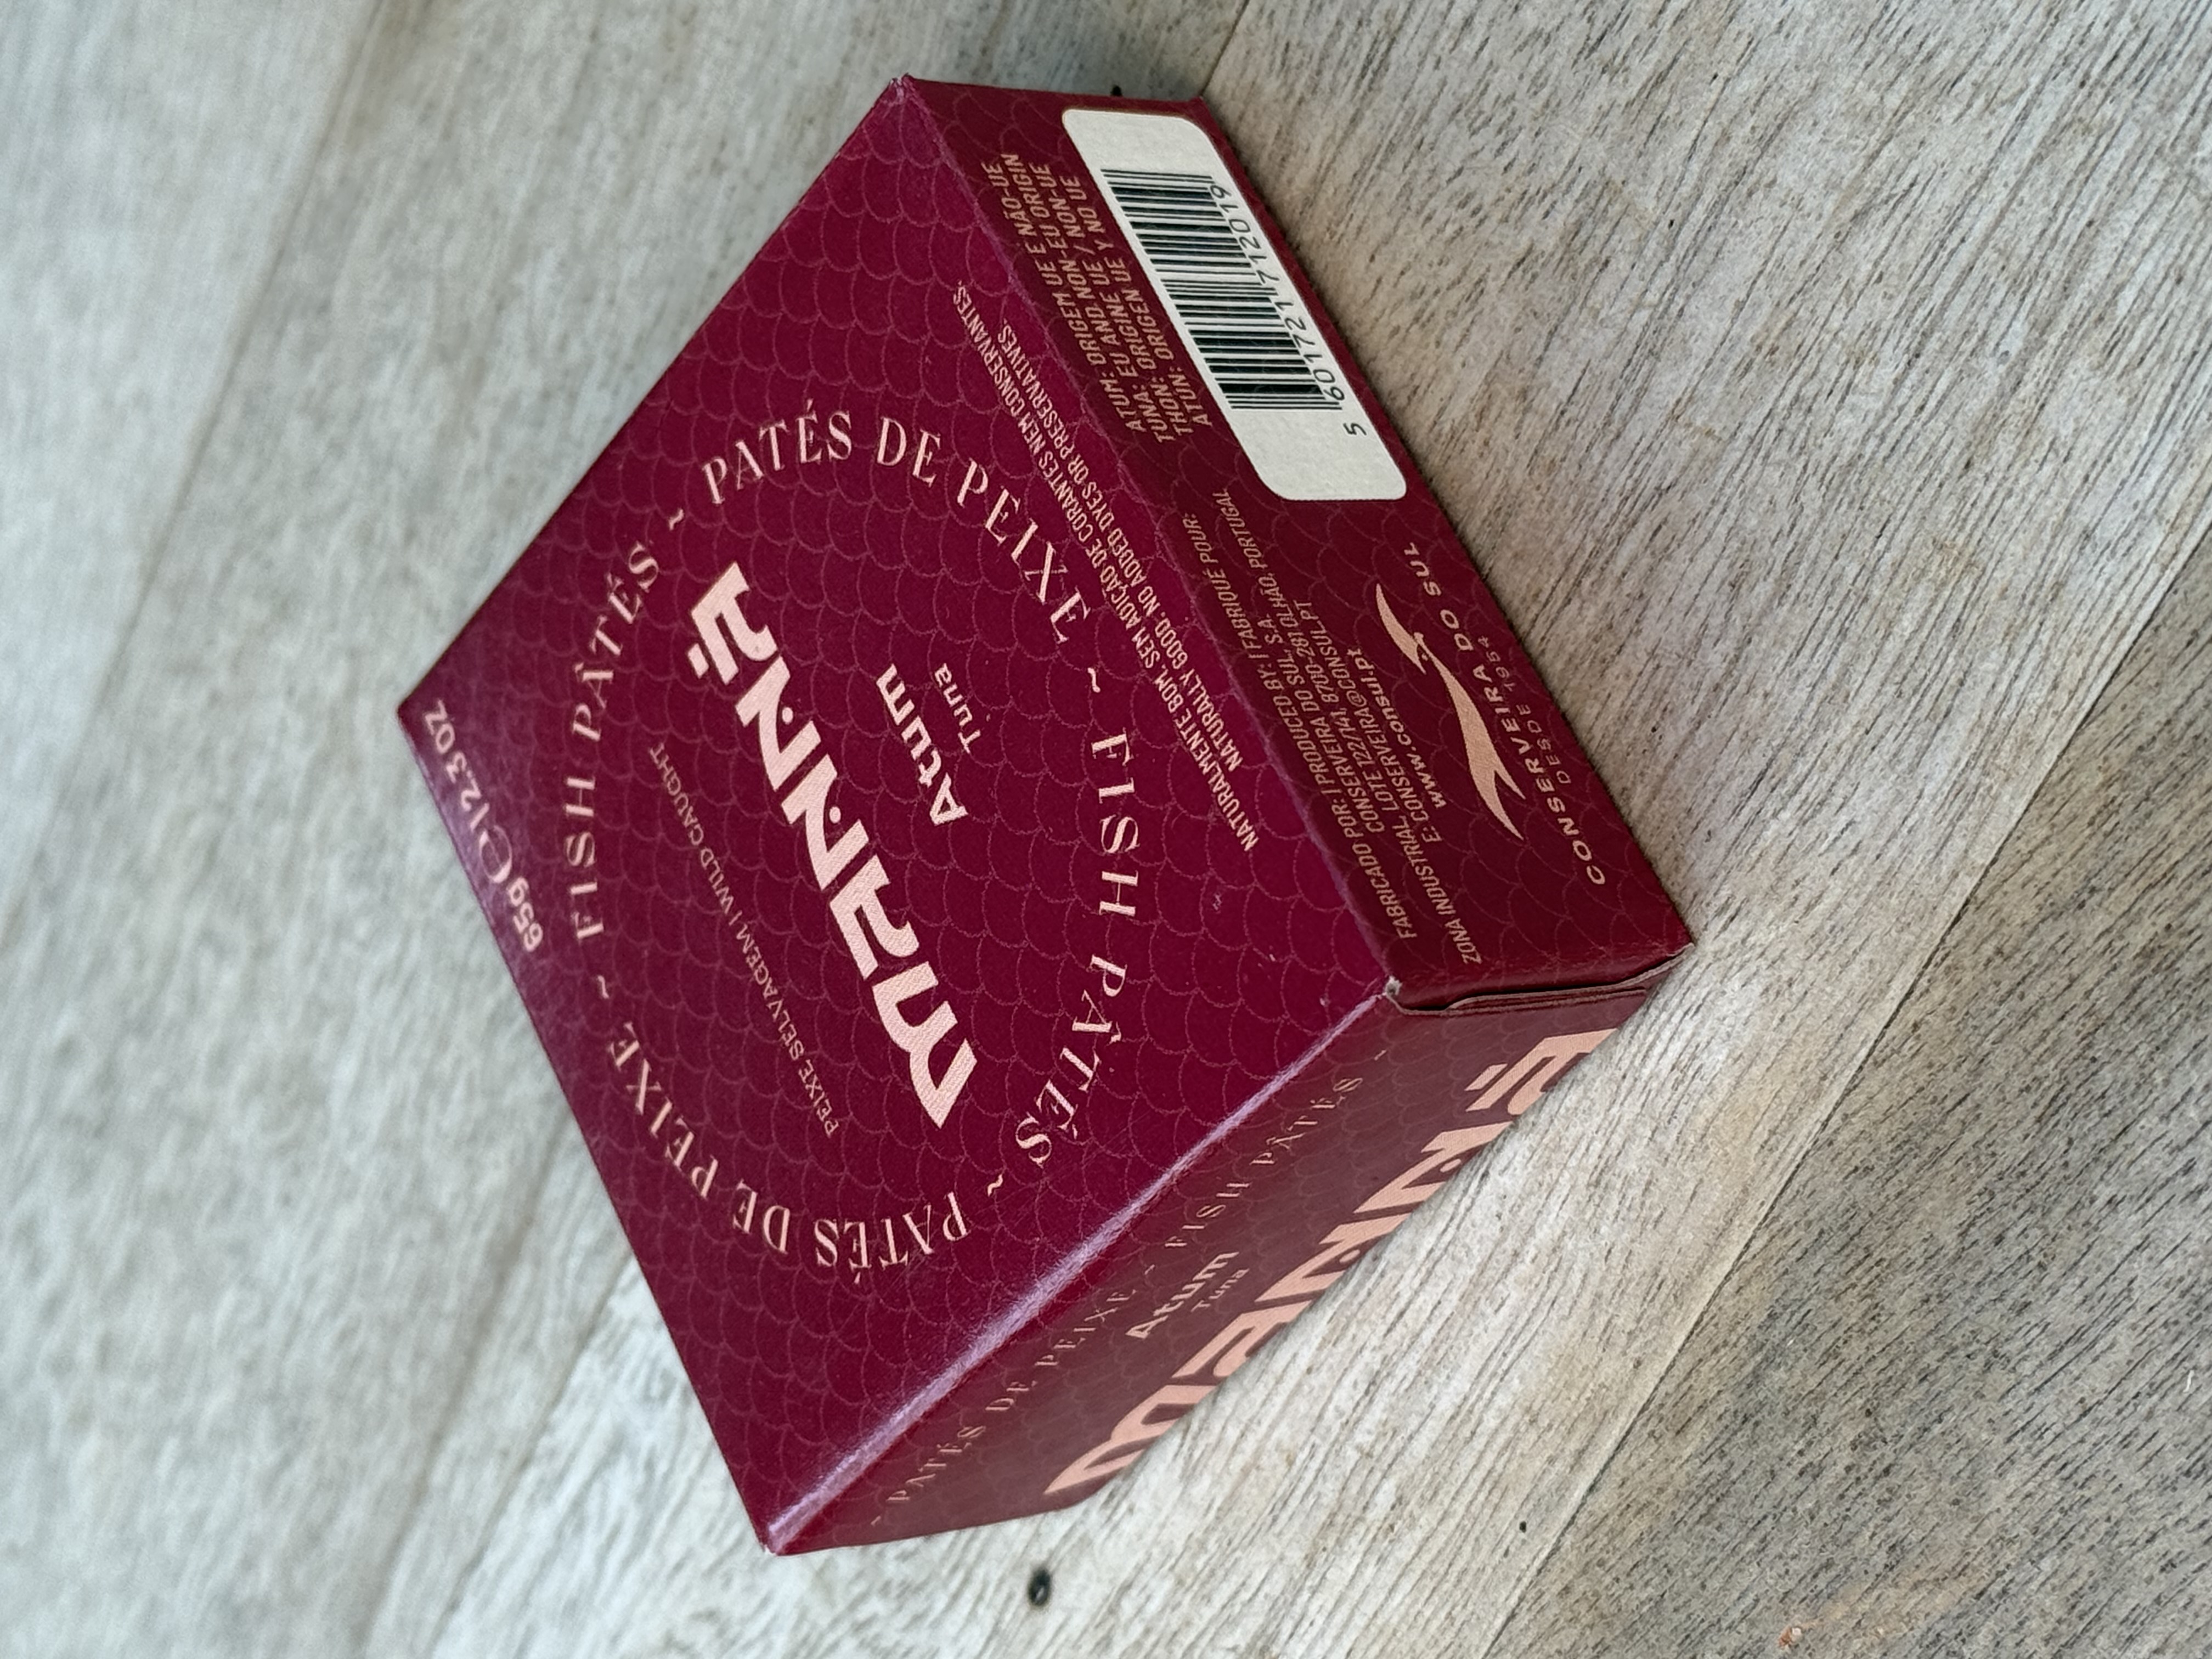 65g ℮ | 2.3 OZ
~ PATÉS DE PEIXE ~ FISH PÂTÉS ~ PATÉS DE PEIXE ~ FISH PÂTÉS
PEIXE SELVAGEM | WILD CAUGHT
MANNÁ
Atum
Tuna
NATURALMENTE BOM. SEM ADIÇÃO DE CORANTES NEM CONSERVANTES.
NATURALLY GOOD. NO ADDED DYES OR PRESERVATIVES.
FABRICADO POR: | PRODUCED BY: | FABRIQUÉ POUR:
CONSERVEIRA DO SUL, S.A.
ZONA INDUSTRIAL LOTE 122/141. 8700-281 OLHÃO. PORTUGAL
E: CONSERVEIRA@CONSUL.PT
www.consul.pt
CONSERVEIRA DO SUL
DESDE 1954
ATUM: ORIGEM UE E NÃO-UE
TUNA: EU AND NON-EU ORIGIN
THON: ORIGINE UE / NON-UE
ATUN: ORIGEN UE Y NO UE
5 601721 712019
~ PATÉS DE PEIXE ~ FISH PÂTÉS ~
Atum
Tuna
MANNÁ